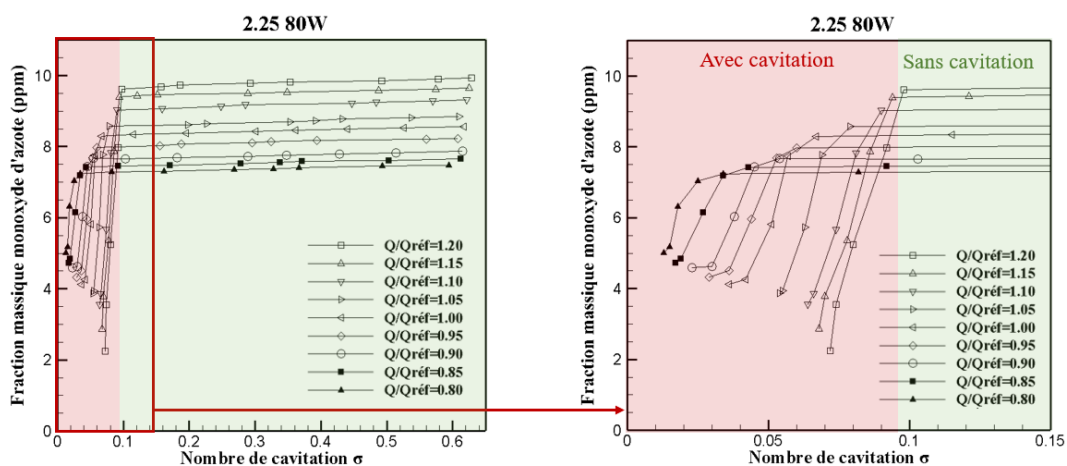 2.25 80W
Fraction massique monoxyde d'azote (ppm)
10
8
6
4
2
0
Q/Qréf=1.20
Q/Qréf=1.15
Q/Qréf=1.10
Q/Qréf=1.05
Q/Qréf=1.00
Q/Qréf=0.95
Q/Qréf=0.90
Q/Qréf=0.85
Q/Qréf=0.80
0 0.1 0.2 0.3 0.4 0.5 0.6
Nombre de cavitation σ
2.25 80W
Avec cavitation
Sans cavitation
Fraction massique monoxyde d'azote (ppm)
10
8
6
4
2
0
Q/Qréf=1.20
Q/Qréf=1.15
Q/Qréf=1.10
Q/Qréf=1.05
Q/Qréf=1.00
Q/Qréf=0.95
Q/Qréf=0.90
Q/Qréf=0.85
Q/Qréf=0.80
0 0.05 0.1 0.15
Nombre de cavitation σ